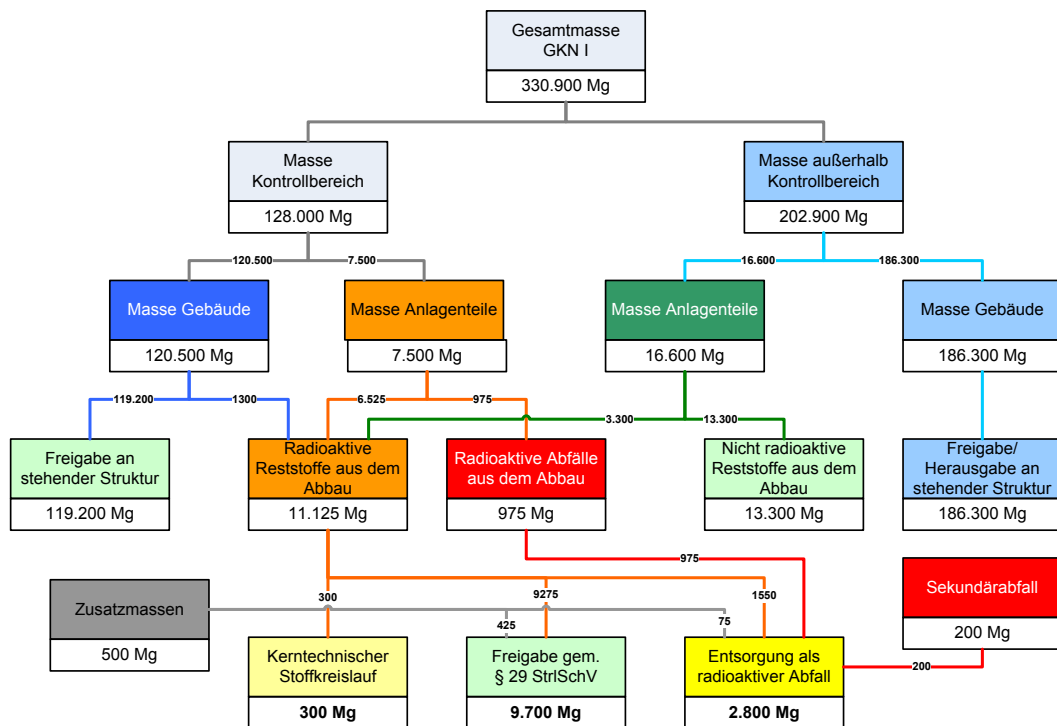 Gesamtmasse
GKN I
330.900 Mg
Masse
Kontrollbereich
128.000 Mg
Masse außerhalb
Kontrollbereich
202.900 Mg
120.500
7.500
16.600
186.300
Masse Gebäude
120.500 Mg
Masse Anlagenteile
7.500 Mg
Masse Anlagenteile
16.600 Mg
Masse Gebäude
186.300 Mg
119.200
1300
6.525
975
3.300
13.300
Freigabe an
stehender Struktur
119.200 Mg
Radioaktive
Reststoffe aus dem
Abbau
11.125 Mg
Radioaktive Abfälle
aus dem Abbau
975 Mg
Nicht radioaktive
Reststoffe aus dem
Abbau
13.300 Mg
Freigabe/
Herausgabe an
stehender Struktur
186.300 Mg
975
Zusatzmassen
500 Mg
300
9275
1550
425
75
Sekundärabfall
200 Mg
200
Kerntechnischer
Stoffkreislauf
300 Mg
Freigabe gem.
§ 29 StrlSchV
9.700 Mg
Entsorgung als
radioaktiver Abfall
2.800 Mg